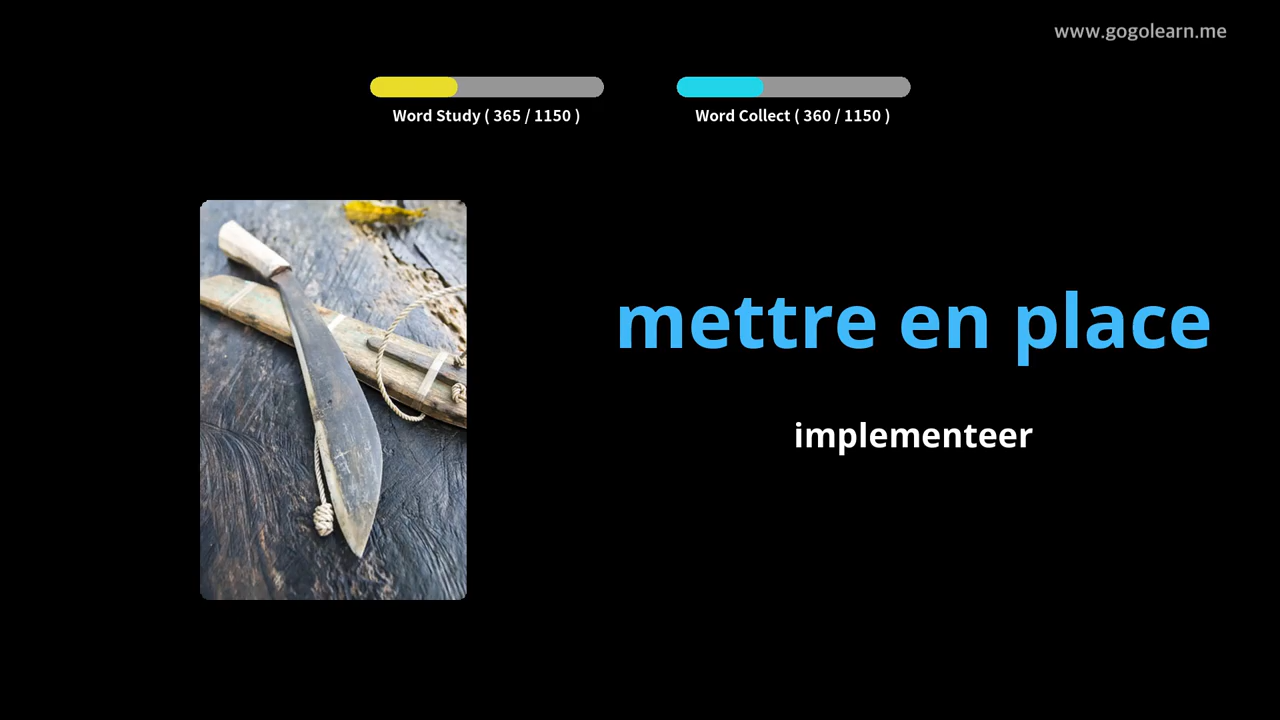 www.gogolearn.me
Word Study ( 365 / 1150 )
Word Collect ( 360 / 1150 )
mettre en place
implementeer